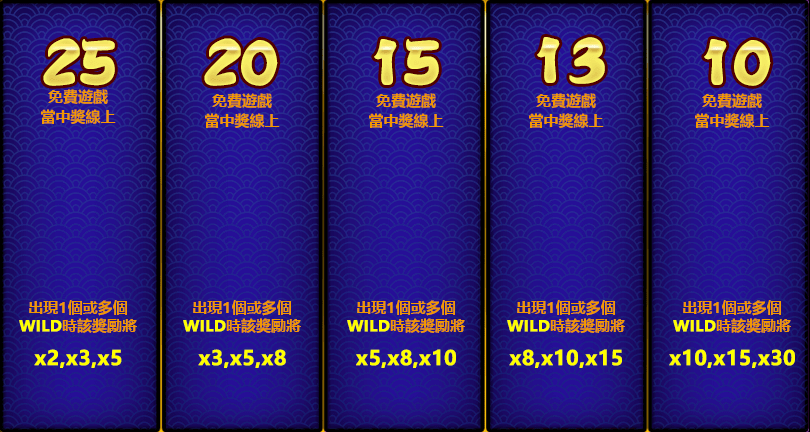 25
免費遊戲
當中獎線上
出現1個或多個
WILD時該獎勵將
x2,x3,x5
20
免費遊戲
當中獎線上
出現1個或多個
WILD時該獎勵將
x3,x5,x8
15
免費遊戲
當中獎線上
出現1個或多個
WILD時該獎勵將
x5,x8,x10
13
免費遊戲
當中獎線上
出現1個或多個
WILD時該獎勵將
x8,x10,x15
10
免費遊戲
當中獎線上
出現1個或多個
WILD時該獎勵將
x10,x15,x30